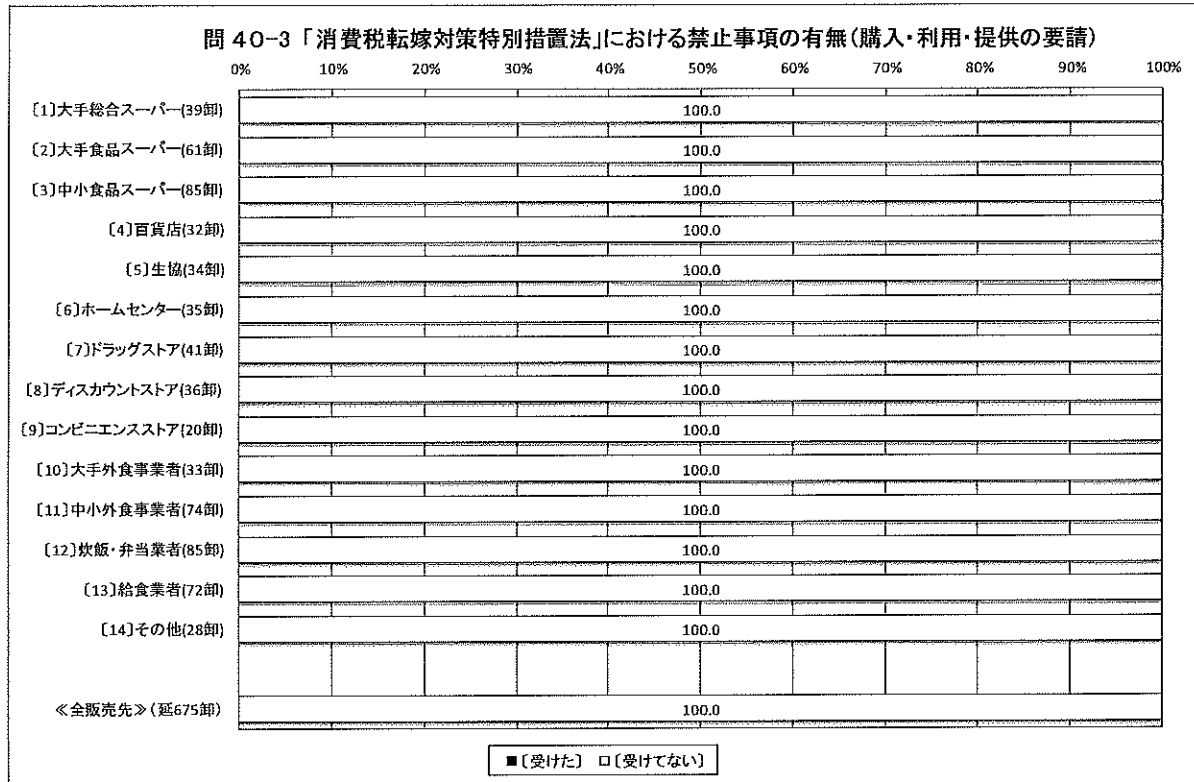 問 40-3 「消費税転嫁対策特別措置法」における禁止事項の有無(購入・利用・提供の要請)
0% 10% 20% 30% 40% 50% 60% 70% 80% 90% 100%
〔1〕大手総合スーパー(39卸) 100.0
〔2〕大手食品スーパー(61卸) 100.0
〔3〕中小食品スーパー(85卸) 100.0
〔4〕百貨店(32卸) 100.0
〔5〕生協(34卸) 100.0
〔6〕ホームセンター(35卸) 100.0
〔7〕ドラッグストア(41卸) 100.0
〔8〕ディスカウントストア(36卸) 100.0
〔9〕コンビニエンスストア(20卸) 100.0
〔10〕大手外食事業者(33卸) 100.0
〔11〕中小外食事業者(74卸) 100.0
〔12〕炊飯・弁当業者(85卸) 100.0
〔13〕給食業者(72卸) 100.0
〔14〕その他(28卸) 100.0
≪全販売先≫(延675卸) 100.0
■〔受けた〕 □〔受けてない〕